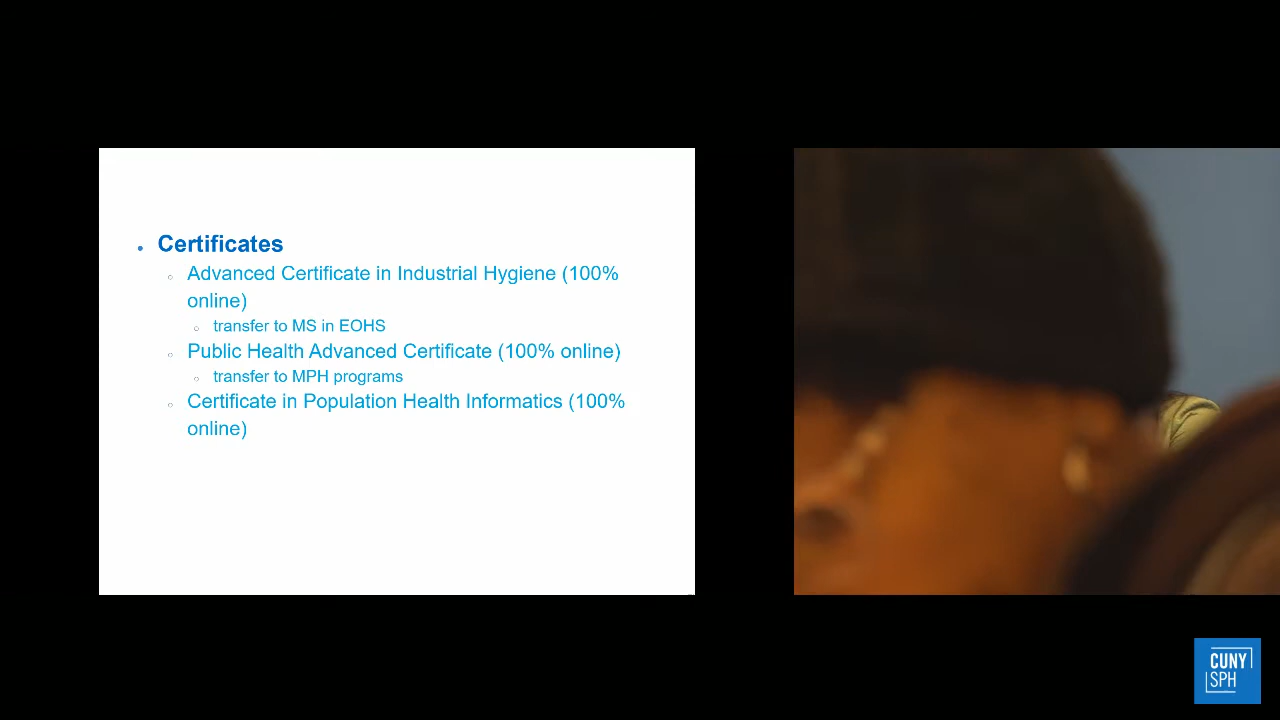 • Certificates
○ Advanced Certificate in Industrial Hygiene (100%
online)
○ transfer to MS in EOHS
○ Public Health Advanced Certificate (100% online)
○ transfer to MPH programs
○ Certificate in Population Health Informatics (100%
online)
CUNY
SPH